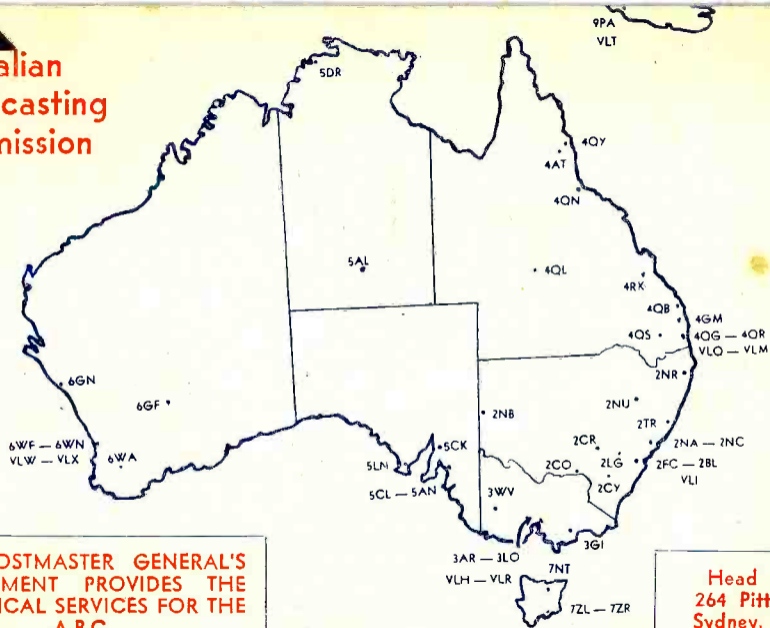 9PA
VLT
alian
casting
mission
5DR
4QY
4AT
4QN
5AL
4QL
4RK
4QB
4GM
4QS
4QG — 4QR
VLQ — VLM
2NR
6GN
6GF
2NB
2NU
2TR
6WF — 6WN
VLW — VLX
6WA
5CK
5LN
5CL — 5AN
2CR
2NA — 2NC
2CO
2LG
2FC — 2BL
VLI
2CY
3WV
3GI
3AR — 3LO
VLH — VLR
7NT
7ZL — 7ZR
OSTMASTER GENERAL'S
MENT PROVIDES THE
ICAL SERVICES FOR THE
A.B.C.
Head
264 Pitt
Sydney.